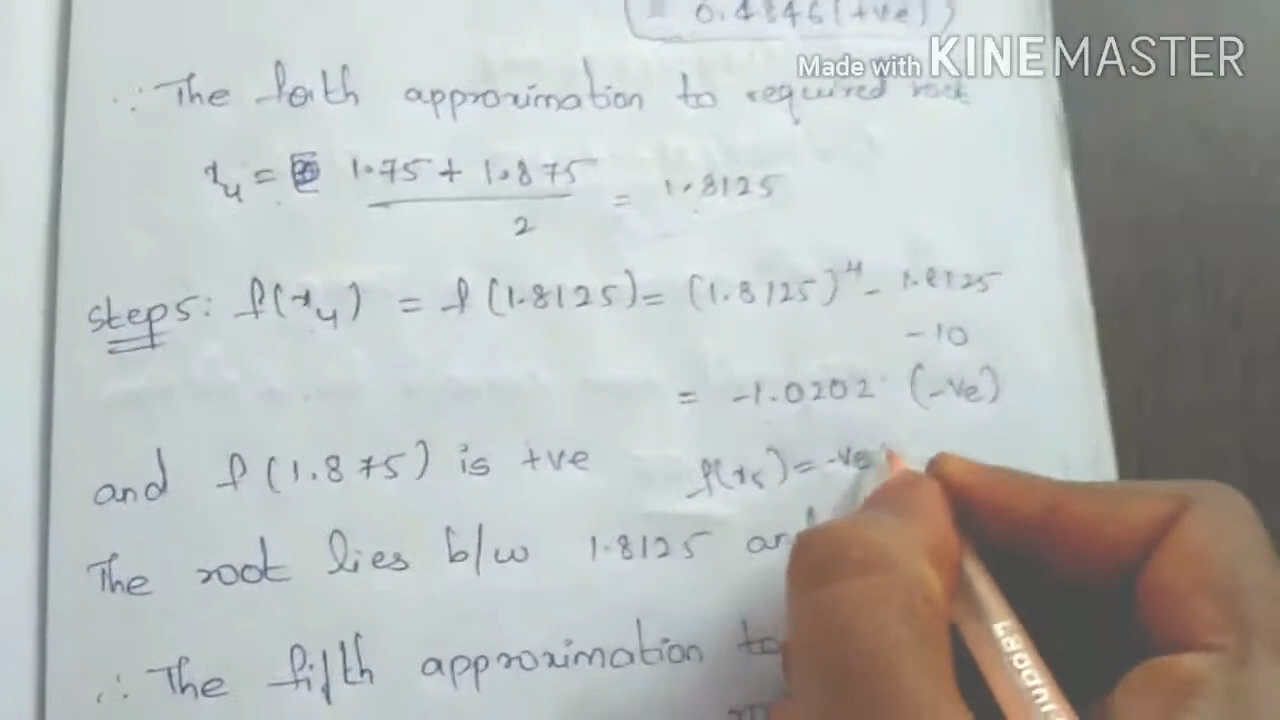 0.4846 (+ve)
Made with KINEMASTER
∴ The forth approximation to required root
x₄ = 1.75 + 1.875 / 2 = 1.8125
step5: f(x₄) = f(1.8125) = (1.8125)⁴ - 1.8125
-10
= -1.0202 (-ve)
and f(1.875) is +ve f(x₅) = -ve
The root lies b/w 1.8125 and
∴ The fifth approximation to